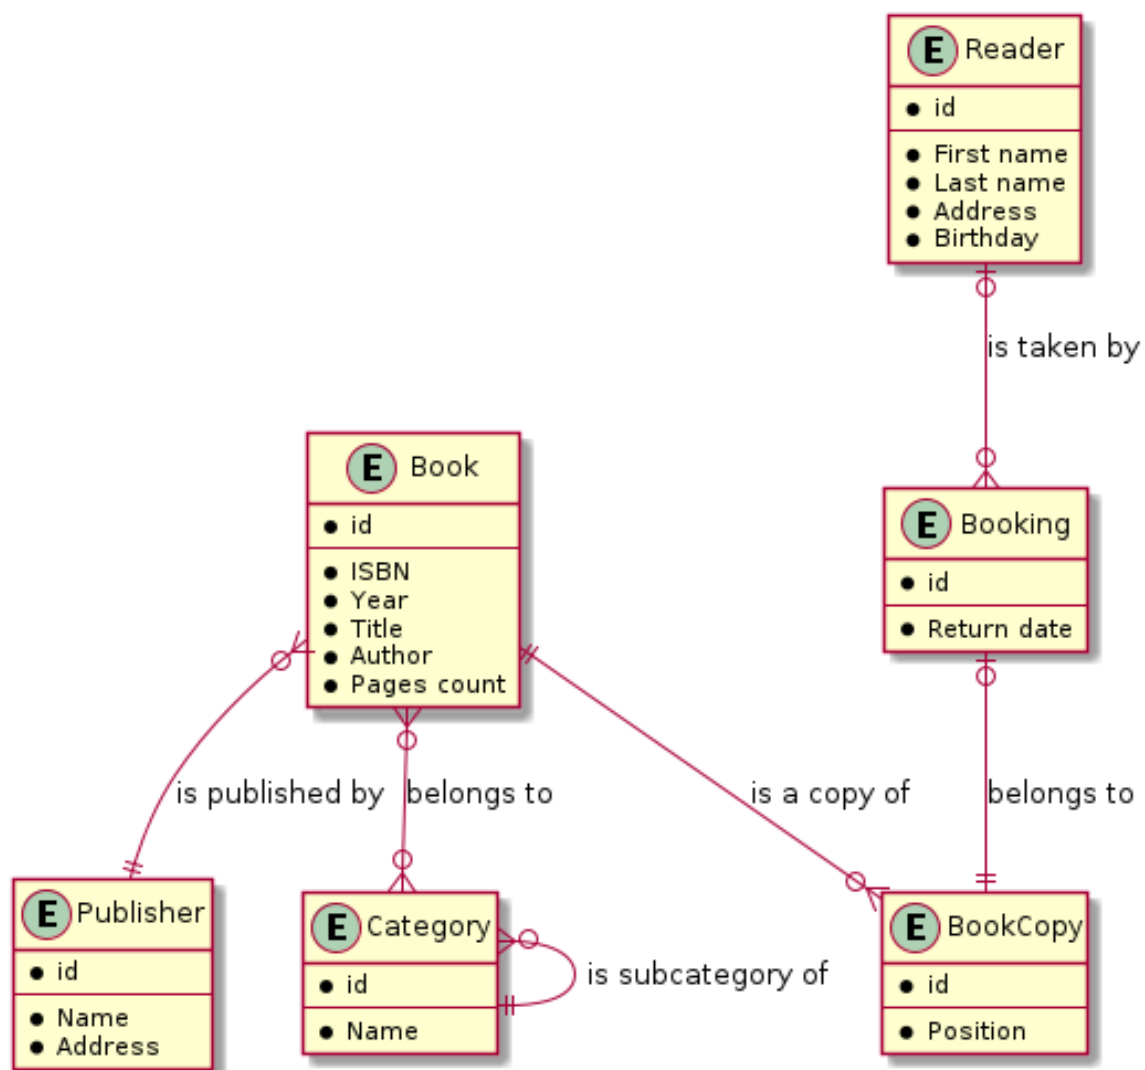 E Reader
id
First name
Last name
Address
Birthday
is taken by
E Book
id
ISBN
Year
Title
Author
Pages count
E Booking
id
Return date
is published by
belongs to
is a copy of
belongs to
E Publisher
id
Name
Address
E Category
id
Name
is subcategory of
E BookCopy
id
Position